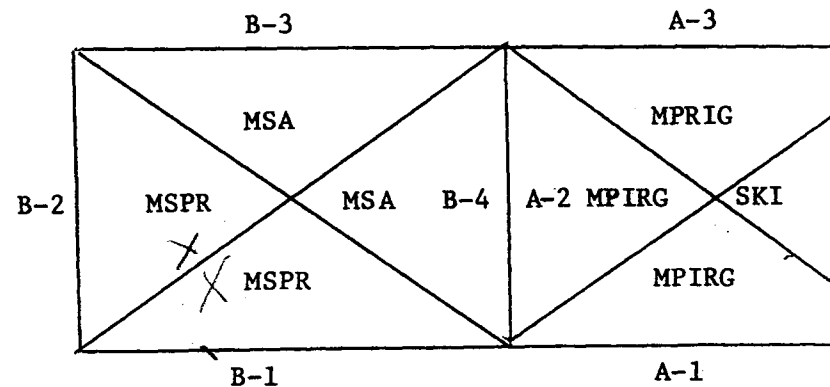 B-3 A-3
MSA MPRIG
B-2 MSPR MSA B-4 A-2 MPIRG SKI
MSPR MPIRG
B-1 A-1